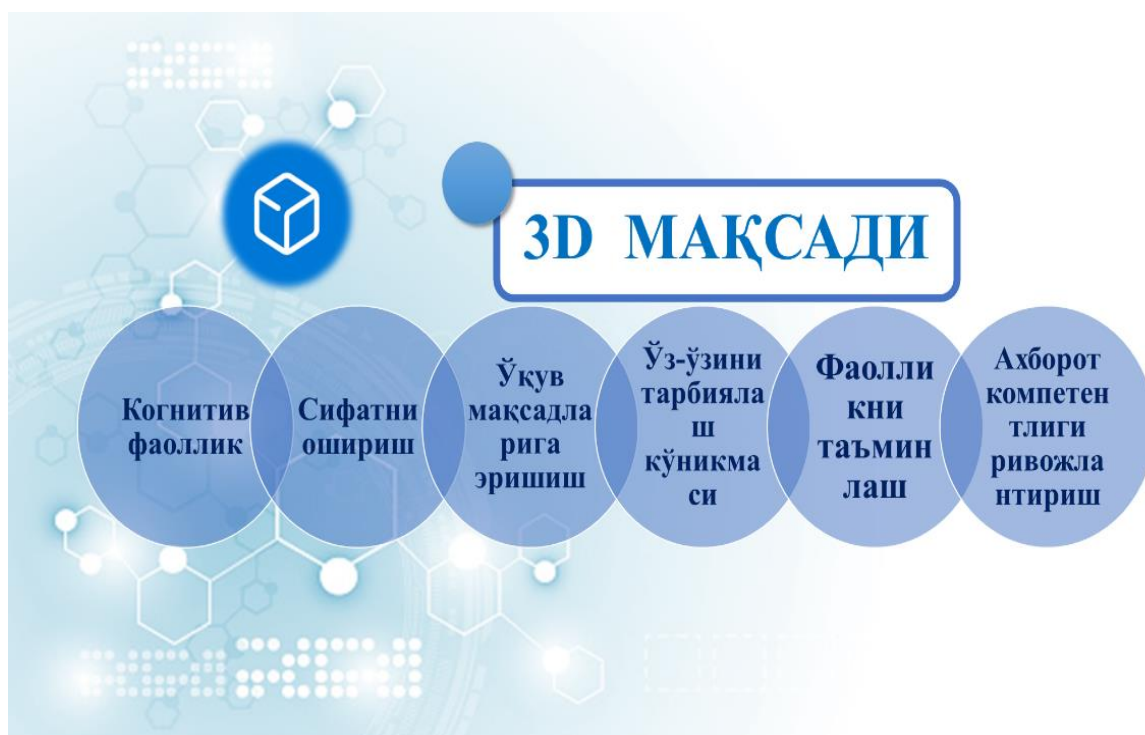 3D МАҚСАДИ
Когнитив
фаоллик
Сифатни
ошириш
Ўқув
мақсадла
рига
эришиш
Ўз-ўзини
тарбияла
ш
кўникма
си
Фаолли
кни
таъмин
лаш
Ахборот
компетен
тлиги
ривожла
нтириш